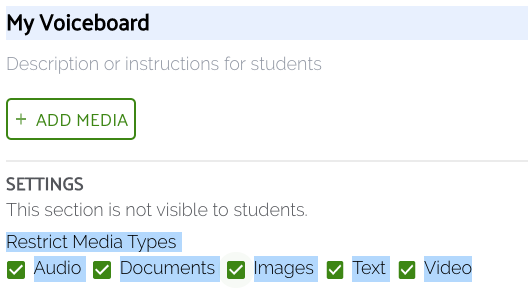 My Voiceboard
Description or instructions for students
+ ADD MEDIA
SETTINGS
This section is not visible to students.
Restrict Media Types
Audio Documents Images Text Video